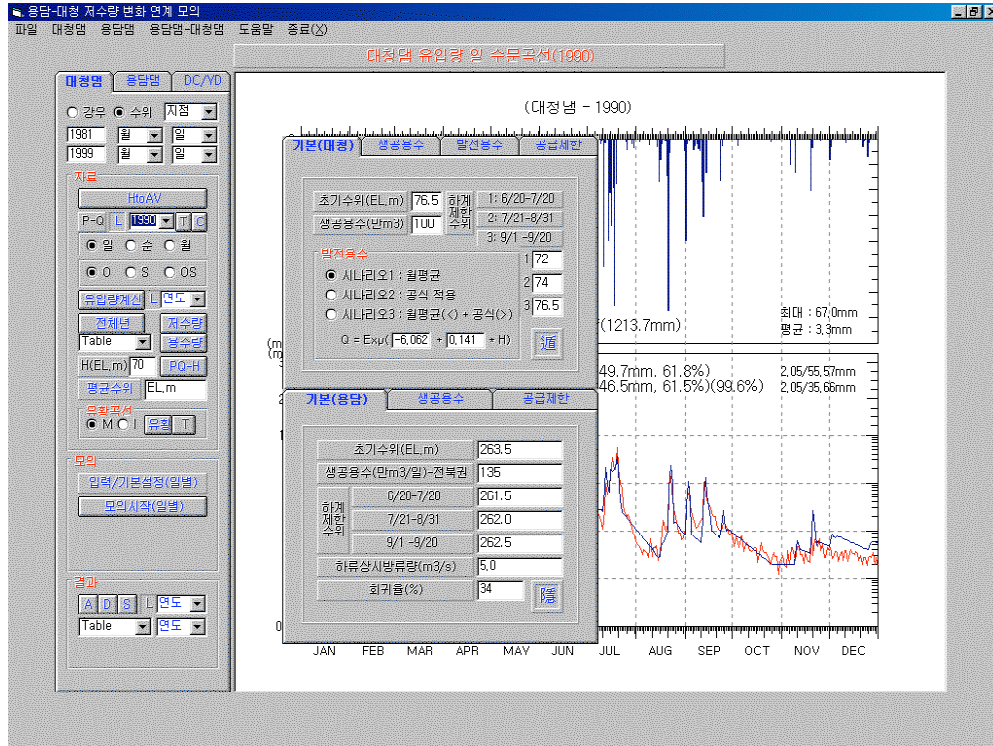 용담-대청 저수량 변화 연계 모의
파일 대청댐 용담댐 용담댐-대청댐 도움말 종료(X)
대청댐 유입량 일 수문곡선(1990)
대청댐 용담댐 DC/YD
강우 수위 지점
1981 월 일
1999 월 일
자료
HtoAV
P-Q L 1990 T C
일 순 월
O S OS
유입량계산 L 연도
전체년 저수량
Table 용수량
H(EL,m) 70 PQ-H
평균수위 EL,m
유황곡선
M I 유황 T
모의
입력/기본설정(일별)
모의시작(일별)
결과
A D S L 연도
Table 연도
(대청댐 - 1990)
기본(대청) 생공용수 발전용수 공급제한
초기수위(EL,m) 76.5 하계 제한 수위 1: 6/20-7/20
생공용수(만m3) 100 2: 7/21-8/31
3: 9/1 -9/20
발전용수
시나리오1 : 월평균 1 72
시나리오2 : 공식 적용 2 74
시나리오3 : 월평균(<) + 공식(>) 3 76.5
Q = Exp( -6,062 + 0,141 * H) 遁
(1213.7mm)
최대 : 67,0mm
평균 : 3,3mm
49.7mm, 61.8%) 2,05/55,57mm
46.5mm, 61.5%)(99.6%) 2,05/35,66mm
기본(용담) 생공용수 공급제한
초기수위(EL,m) 263.5
생공용수(만m3/일)-전북권 135
하계 제한 수위
6/20-7/20 261.5
7/21-8/31 262.0
9/1 -9/20 262.5
하류상시방류량(m3/s) 5,0
회귀율(%) 34 隱
0
JAN FEB MAR APR MAY JUN JUL AUG SEP OCT NOV DEC